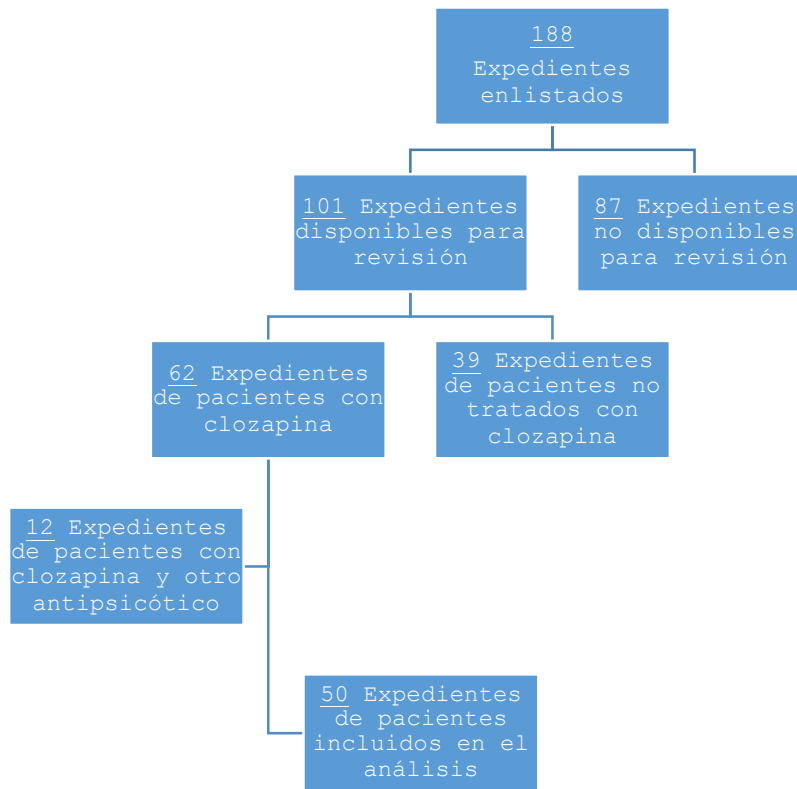 188
Expedientes
enlistados
101 Expedientes
disponibles para
revisión
87 Expedientes
no disponibles
para revisión
62 Expedientes
de pacientes con
clozapina
39 Expedientes
de pacientes no
tratados con
clozapina
12 Expedientes
de pacientes con
clozapina y otro
antipsicótico
50 Expedientes
de pacientes
incluidos en el
análisis